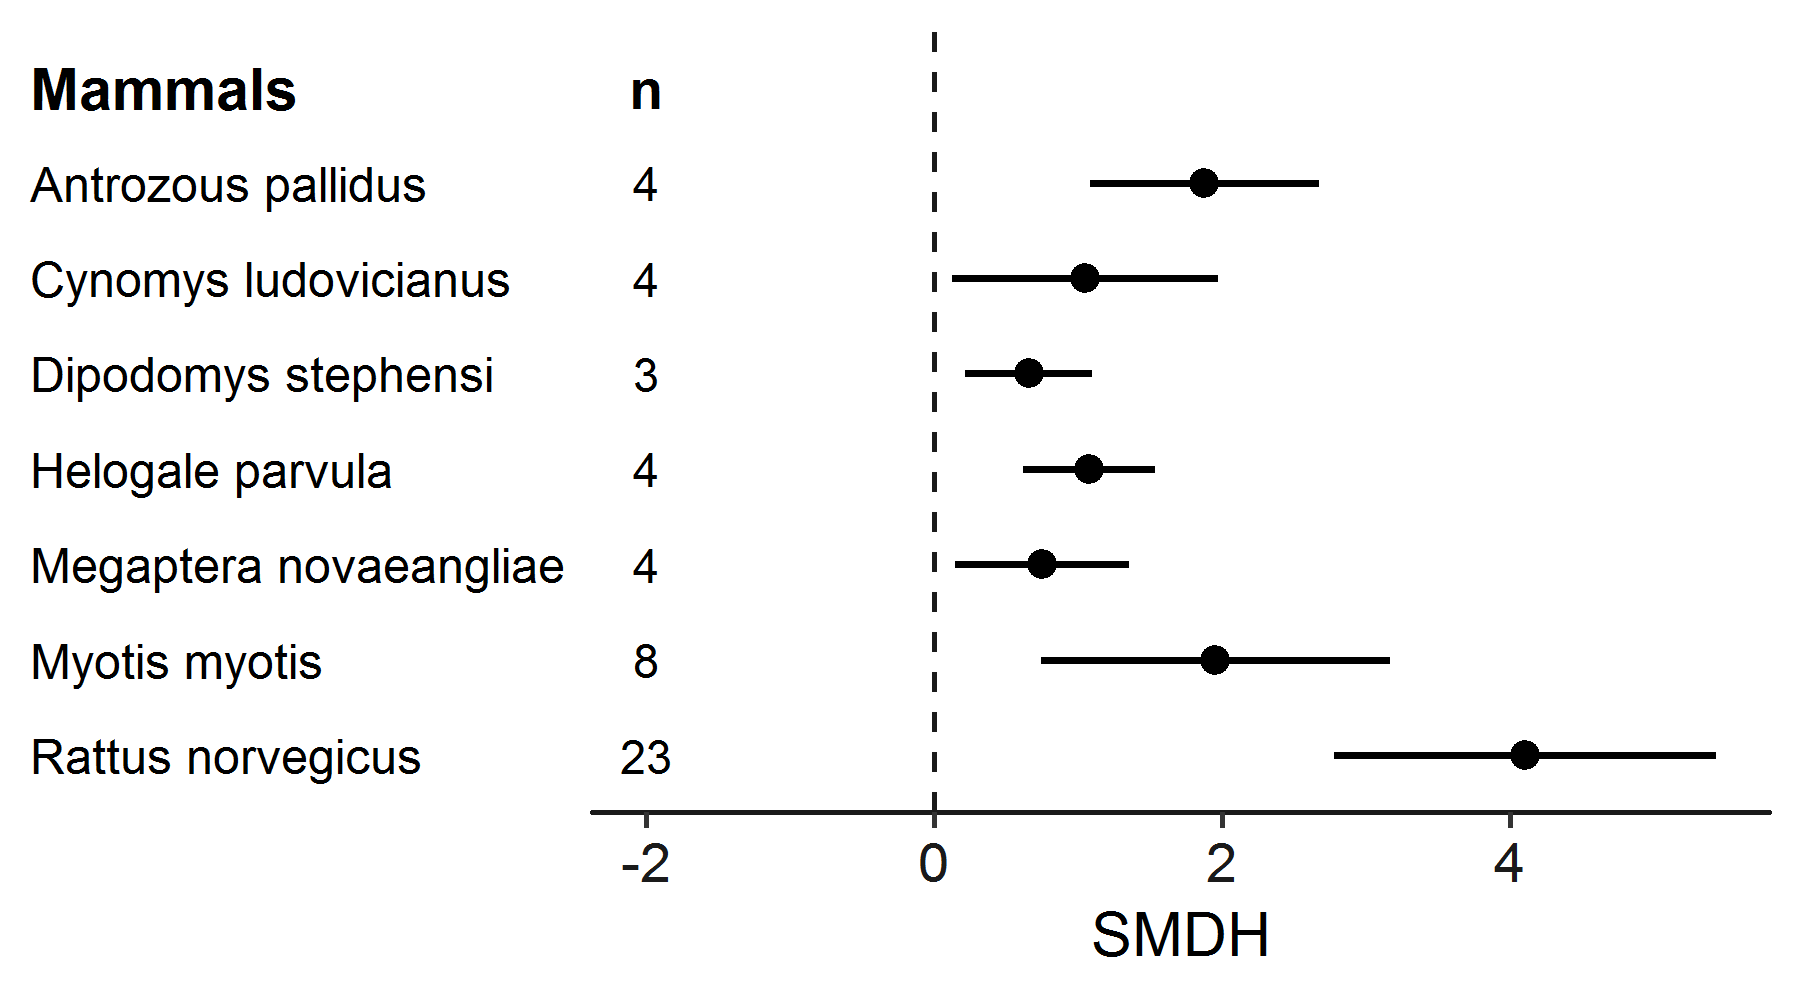 Mammals n
Antrozous pallidus 4
Cynomys ludovicianus 4
Dipodomys stephensi 3
Helogale parvula 4
Megaptera novaeangliae 4
Myotis myotis 8
Rattus norvegicus 23
-2 0 2 4
SMDH